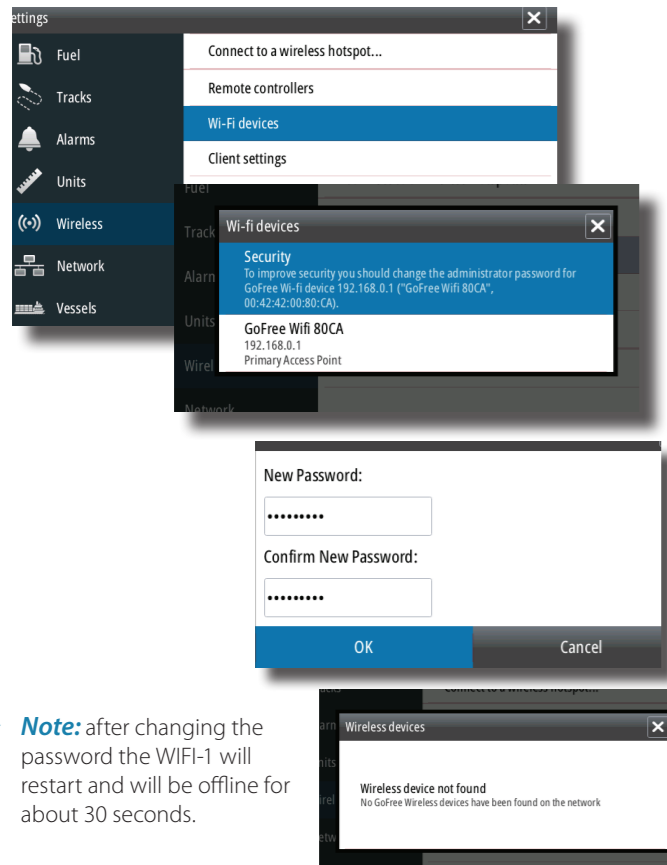 ettings
Fuel
Tracks
Alarms
Units
Wireless
Network
Vessels
Connect to a wireless hotspot...
Remote controllers
Wi-Fi devices
Client settings
Fuel
Track
Alarn
Units
Wirel
Network
Wi-fi devices
Security
To improve security you should change the administrator password for
GoFree Wi-fi device 192.168.0.1 ("GoFree Wifi 80CA",
00:42:42:00:80:CA).
GoFree Wifi 80CA
192.168.0.1
Primary Access Point
New Password:
•••••••••
Confirm New Password:
•••••••••
OK Cancel
Note: after changing the
password the WIFI-1 will
restart and will be offline for
about 30 seconds.
arn
nits
irel
etw
Wireless devices
Wireless device not found
No GoFree Wireless devices have been found on the network